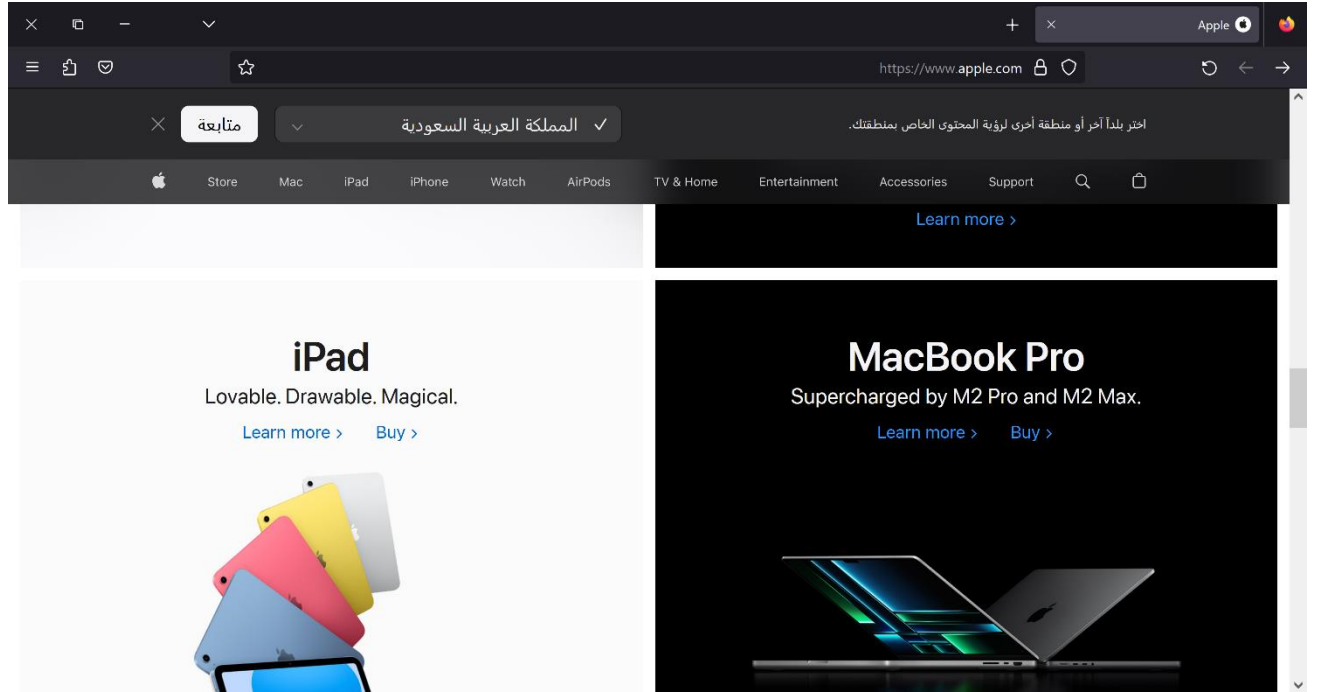 Apple
https://www.apple.com
اختر بلداً آخر أو منطقة أخرى لرؤية المحتوى الخاص بمنطقتك.
المملكة العربية السعودية
متابعة
Store Mac iPad iPhone Watch AirPods TV & Home Entertainment Accessories Support
Learn more >
iPad
Lovable. Drawable. Magical.
Learn more > Buy >
MacBook Pro
Supercharged by M2 Pro and M2 Max.
Learn more > Buy >